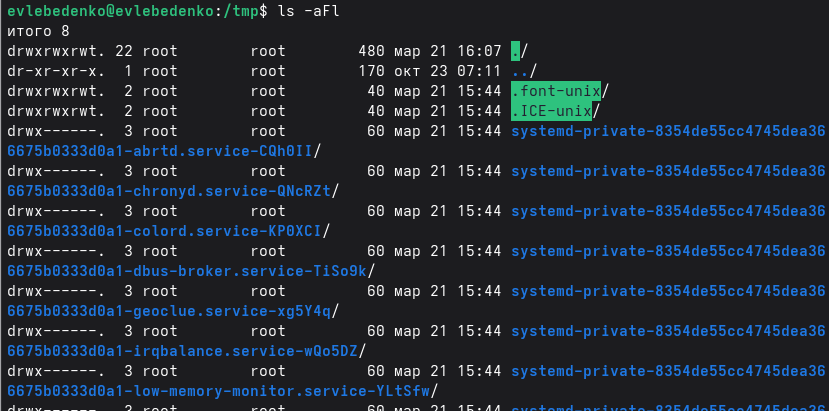 evlebedenko@evlebedenko:/tmp$ ls -aFl
итого 8
drwxrwxrwt. 22 root root 480 мар 21 16:07 ./
dr-xr-xr-x. 1 root root 170 окт 23 07:11 ../
drwxrwxrwt. 2 root root 40 мар 21 15:44 .font-unix/
drwxrwxrwt. 2 root root 40 мар 21 15:44 .ICE-unix/
drwx------. 3 root root 60 мар 21 15:44 systemd-private-8354de55cc4745dea36
6675b0333d0a1-abrtd.service-CQh0II/
drwx------. 3 root root 60 мар 21 15:44 systemd-private-8354de55cc4745dea36
6675b0333d0a1-chronyd.service-QNcRZt/
drwx------. 3 root root 60 мар 21 15:44 systemd-private-8354de55cc4745dea36
6675b0333d0a1-colord.service-KP0XCI/
drwx------. 3 root root 60 мар 21 15:44 systemd-private-8354de55cc4745dea36
6675b0333d0a1-dbus-broker.service-TiSo9k/
drwx------. 3 root root 60 мар 21 15:44 systemd-private-8354de55cc4745dea36
6675b0333d0a1-geoclue.service-xg5Y4q/
drwx------. 3 root root 60 мар 21 15:44 systemd-private-8354de55cc4745dea36
6675b0333d0a1-irqbalance.service-wQo5DZ/
drwx------. 3 root root 60 мар 21 15:44 systemd-private-8354de55cc4745dea36
6675b0333d0a1-low-memory-monitor.service-YLtSfw/